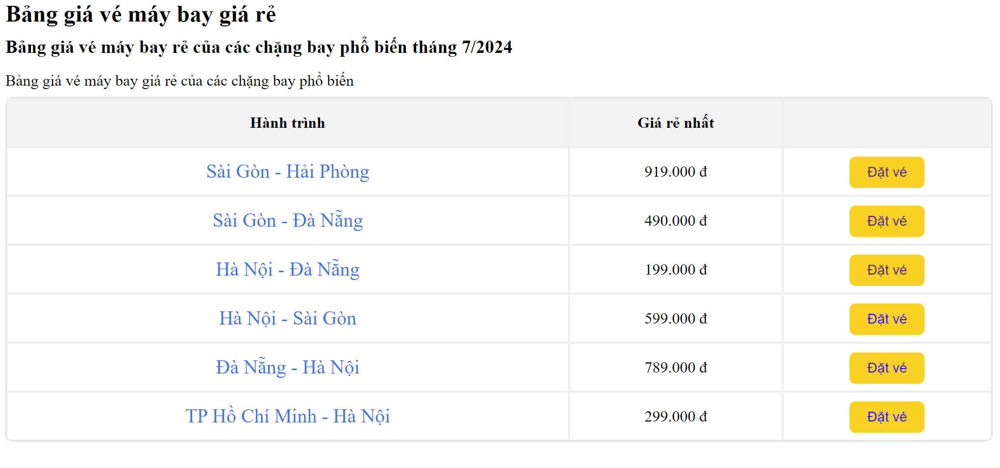 Bảng giá vé máy bay giá rẻ
Bảng giá vé máy bay rẻ của các chặng bay phổ biến tháng 7/2024
Bảng giá vé máy bay giá rẻ của các chặng bay phổ biến
Hành trình Giá rẻ nhất
Sài Gòn - Hải Phòng 919.000 đ Đặt vé
Sài Gòn - Đà Nẵng 490.000 đ Đặt vé
Hà Nội - Đà Nẵng 199.000 đ Đặt vé
Hà Nội - Sài Gòn 599.000 đ Đặt vé
Đà Nẵng - Hà Nội 789.000 đ Đặt vé
TP Hồ Chí Minh - Hà Nội 299.000 đ Đặt vé